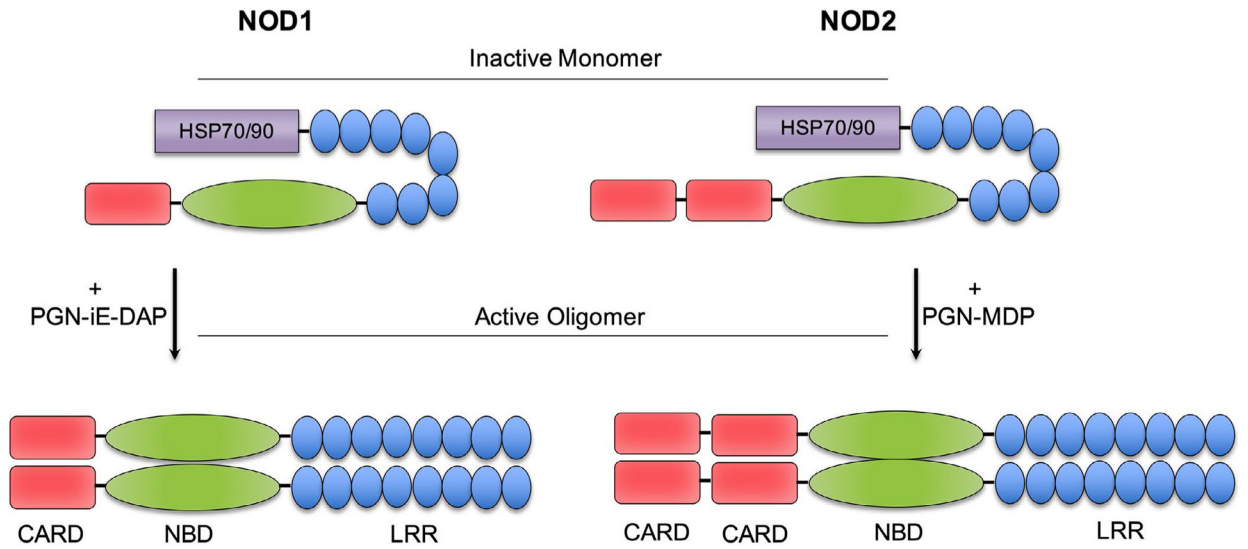 NOD1
NOD2
Inactive Monomer
HSP70/90
HSP70/90
+
PGN-iE-DAP
Active Oligomer
+
PGN-MDP
CARD
NBD
LRR
CARD
CARD
NBD
LRR